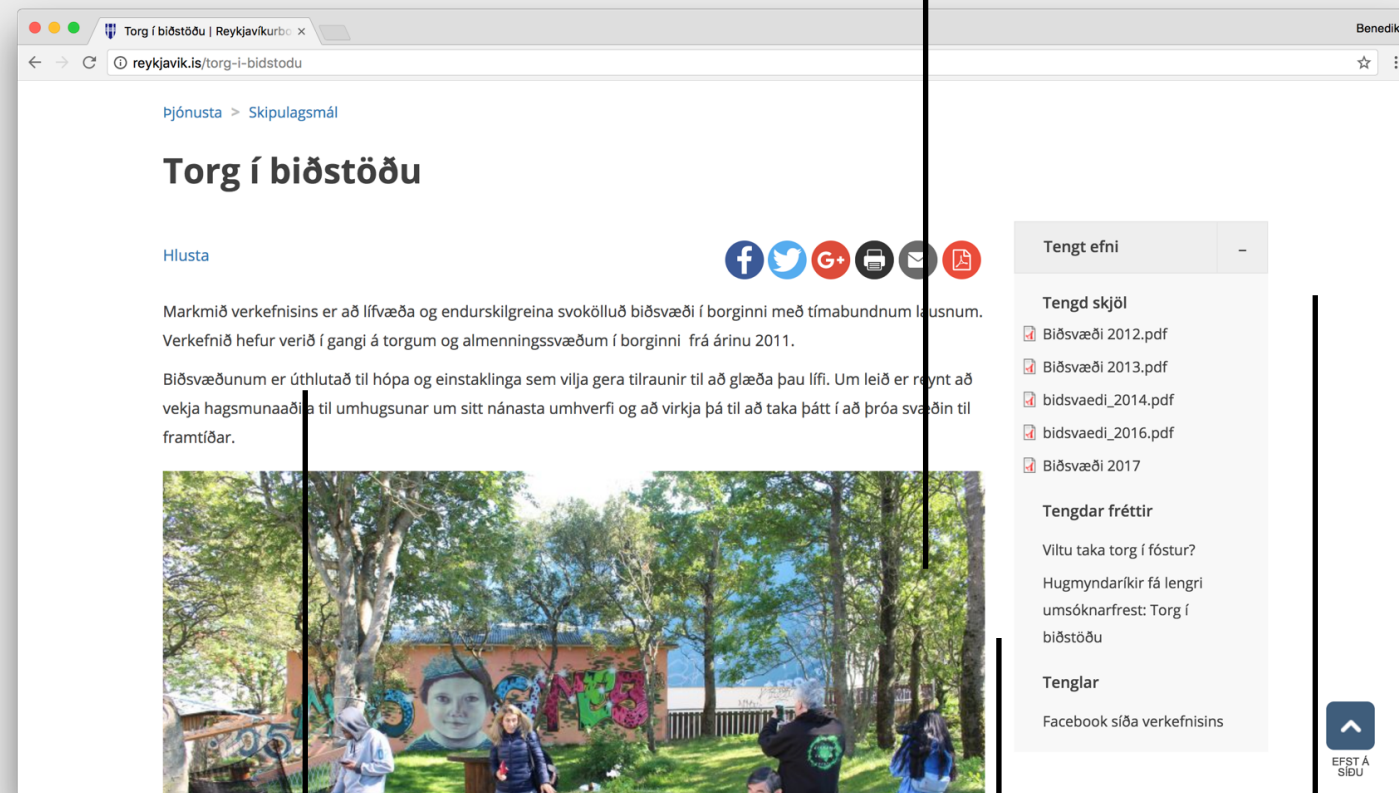 Torg í biðstöðu | Reykjavíkurbo
Benedik
reykjavik.is/torg-i-bidstodu
Þjónusta > Skipulagsmál
Torg í biðstöðu
Hlusta
Markmið verkefnisins er að lífvæða og endurskilgreina svokölluð biðsvæði í borginni með tímabundnum lausnum.
Verkefnið hefur verið í gangi á torgum og almenningssvæðum í borginni frá árinu 2011.
Biðsvæðunum er úthlutað til hópa og einstaklinga sem vilja gera tilraunir til að glæða þau lífi. Um leið er reynt að
vekja hagsmunaaðila til umhugsunar um sitt nánasta umhverfi og að virkja þá til að taka þátt í að þróa svæðin til
framtíðar.
Tengt efni
Tengd skjöl
Biðsvæði 2012.pdf
Biðsvæði 2013.pdf
bidsvaedi_2014.pdf
bidsvaedi_2016.pdf
Biðsvæði 2017
Tengdar fréttir
Viltu taka torg í fóstur?
Hugmyndaríkir fá lengri
umsóknarfrest: Torg í
biðstöðu
Tenglar
Facebook síða verkefnisins
EFST Á
SÍÐU